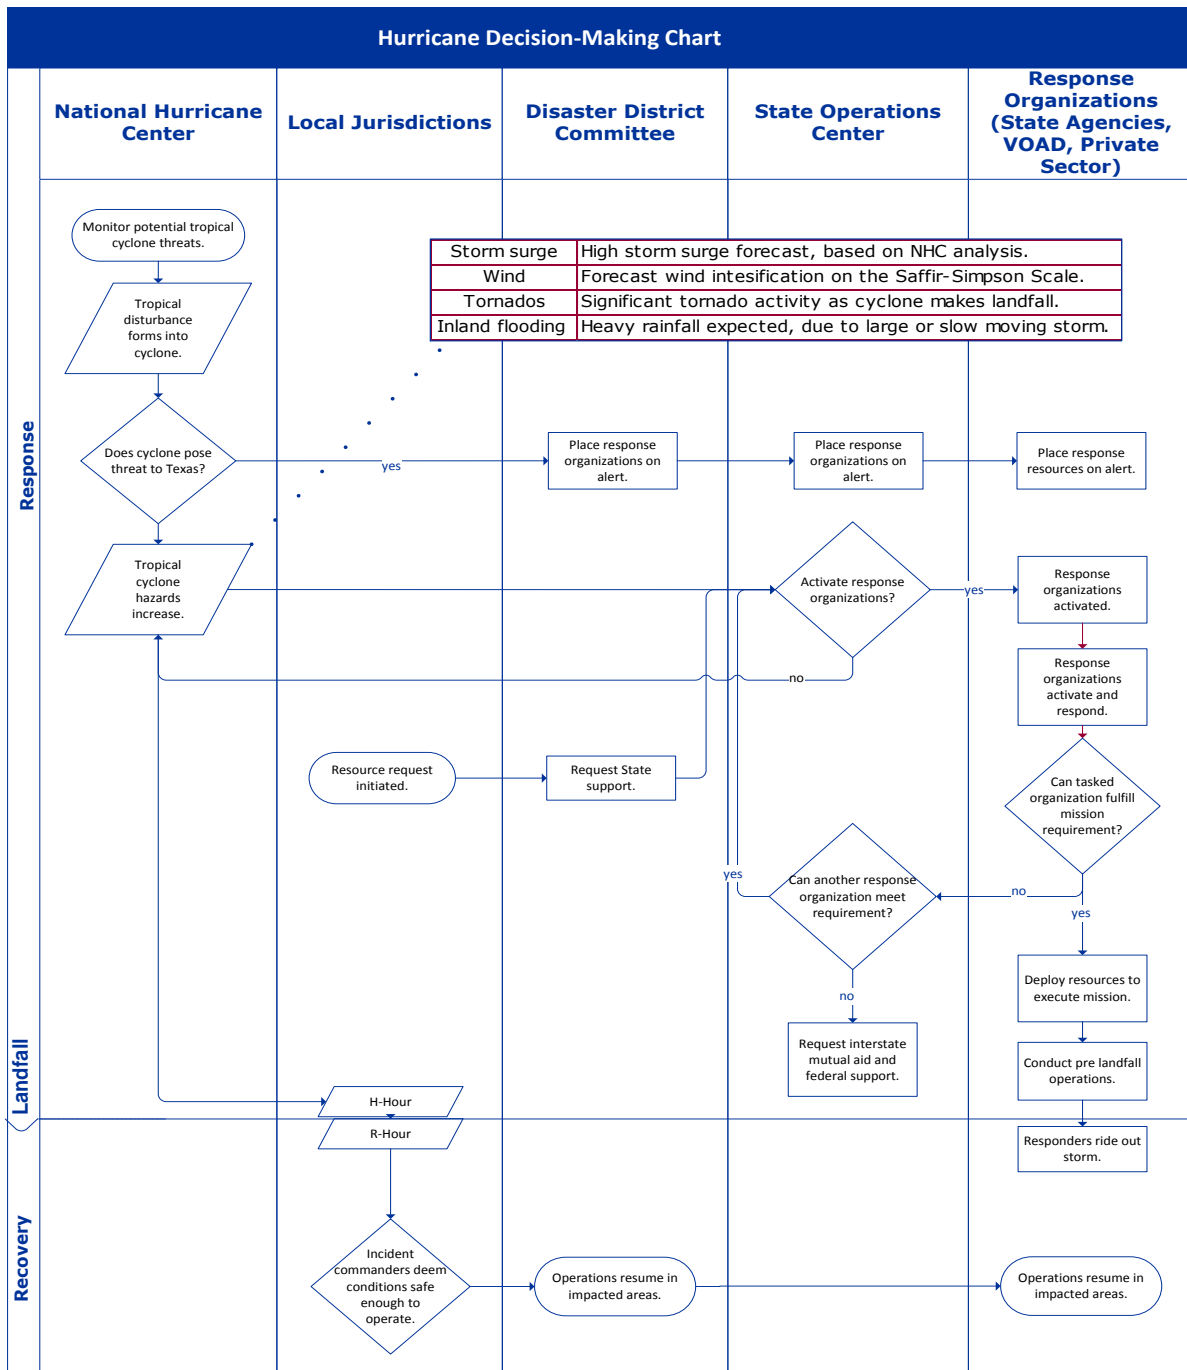 Hurricane Decision-Making Chart
National Hurricane
Center
Local Jurisdictions
Disaster District
Committee
State Operations
Center
Response
Organizations
(State Agencies,
VOAD, Private
Sector)
Response
Landfall
Recovery
Monitor potential tropical
cyclone threats.
Storm surge High storm surge forecast, based on NHC analysis.
Wind Forecast wind intesification on the Saffir-Simpson Scale.
Tornados Significant tornado activity as cyclone makes landfall.
Inland flooding Heavy rainfall expected, due to large or slow moving storm.
Tropical
disturbance
forms into
cyclone.
Does cyclone pose
threat to Texas?
yes
Place response
organizations on
alert.
Place response
organizations on
alert.
Place response
resources on alert.
Tropical
cyclone
hazards
increase.
Activate response
organizations?
yes
Response
organizations
activated.
no
Response
organizations
activate and
respond.
Resource request
initiated.
Request State
support.
Can tasked
organization fulfill
mission
requirement?
yes
Can another response
organization meet
requirement?
no
yes
no
Deploy resources to
execute mission.
Request interstate
mutual aid and
federal support.
Conduct pre landfall
operations.
H-Hour
R-Hour
Responders ride out
storm.
Incident
commanders deem
conditions safe
enough to
operate.
Operations resume in
impacted areas.
Operations resume in
impacted areas.